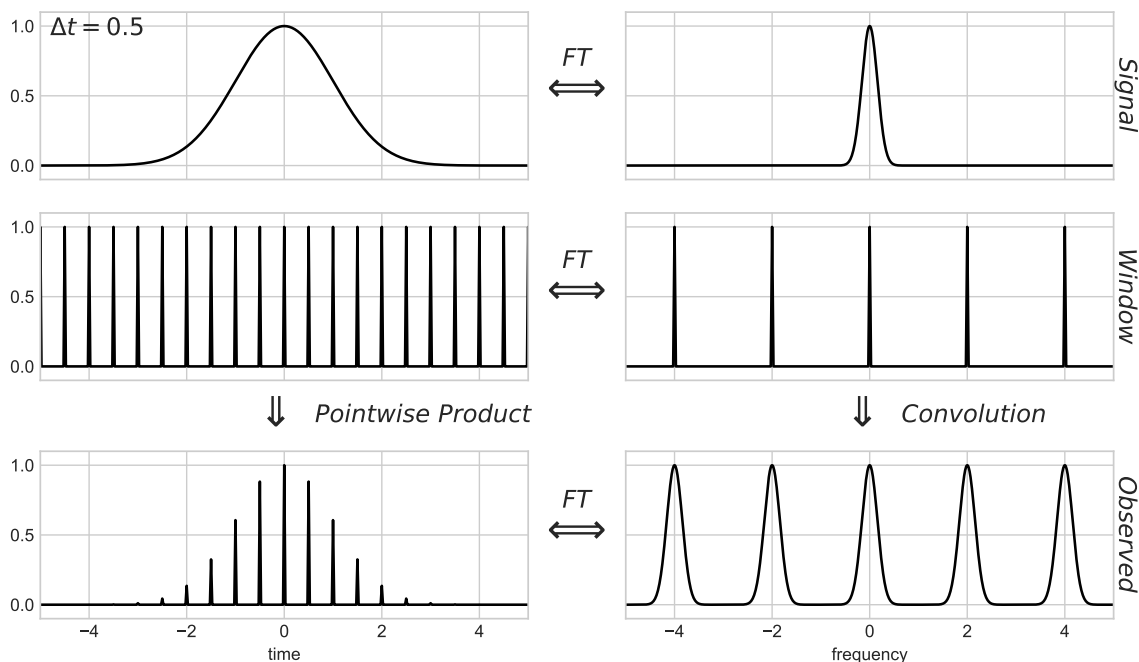 1.0
0.5
0.0
Δt = 0.5
FT
Signal
1.0
0.5
0.0
FT
Window
Pointwise Product
Convolution
1.0
0.5
0.0
−4 −2 0 2 4
time
FT
−4 −2 0 2 4
frequency
Observed